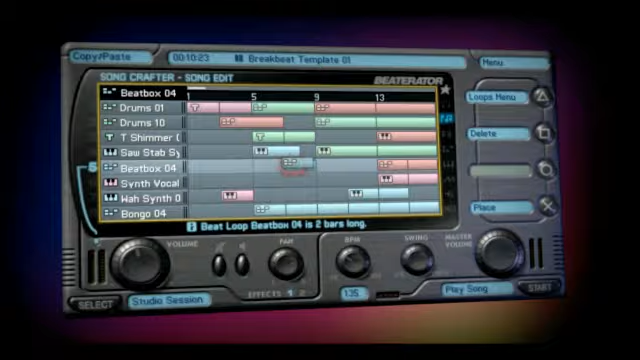 Copy/Paste
00:10:23
Breakbeat Template 01
Menu
SONG CRAFTER - SONG EDIT
BEATERATOR
Beatbox 04
1 5 9 13
Drums 01
Drums 10
T Shimmer (
Saw Stab Sy
Beatbox 04
Synth Vocal
Wah Synth 0
Bongo 04
Beat Loop Beatbox 04 is 2 bars long.
Loops Menu
Delete
Place
VOLUME
PAN
BPM
SWING
MASTER
VOLUME
EFFECTS 1 2
135
SELECT
Studio Session
Play Song
START